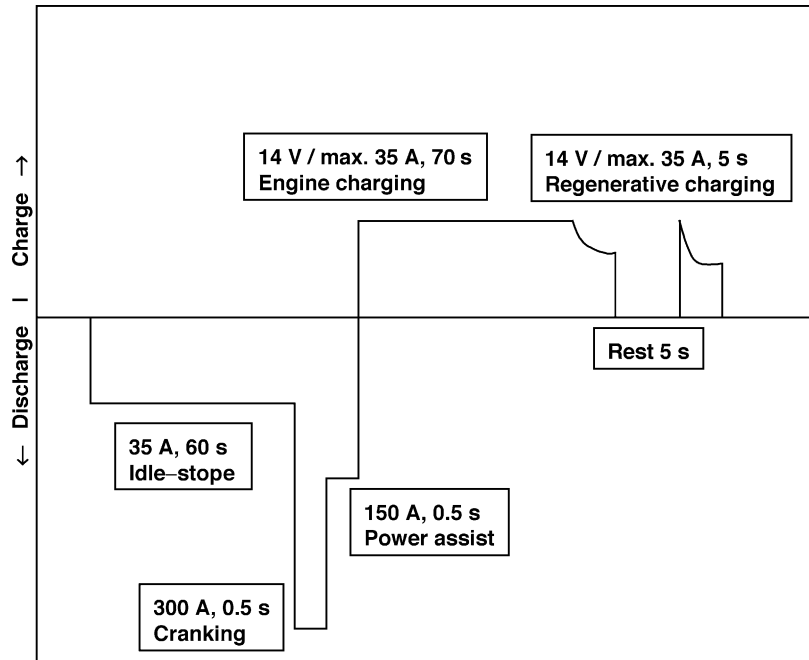 14 V / max. 35 A, 70 s
Engine charging
14 V / max. 35 A, 5 s
Regenerative charging
← Discharge I Charge →
Rest 5 s
35 A, 60 s
Idle–stope
150 A, 0.5 s
Power assist
300 A, 0.5 s
Cranking